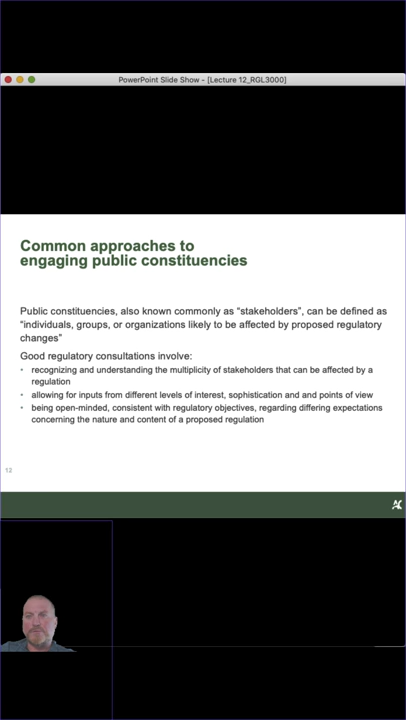 PowerPoint Slide Show - [Lecture 12_RGL3000]
Common approaches to
engaging public constituencies
Public constituencies, also known commonly as “stakeholders”, can be defined as
“individuals, groups, or organizations likely to be affected by proposed regulatory
changes”
Good regulatory consultations involve:
• recognizing and understanding the multiplicity of stakeholders that can be affected by a
regulation
• allowing for inputs from different levels of interest, sophistication and and points of view
• being open-minded, consistent with regulatory objectives, regarding differing expectations
concerning the nature and content of a proposed regulation
12
AC